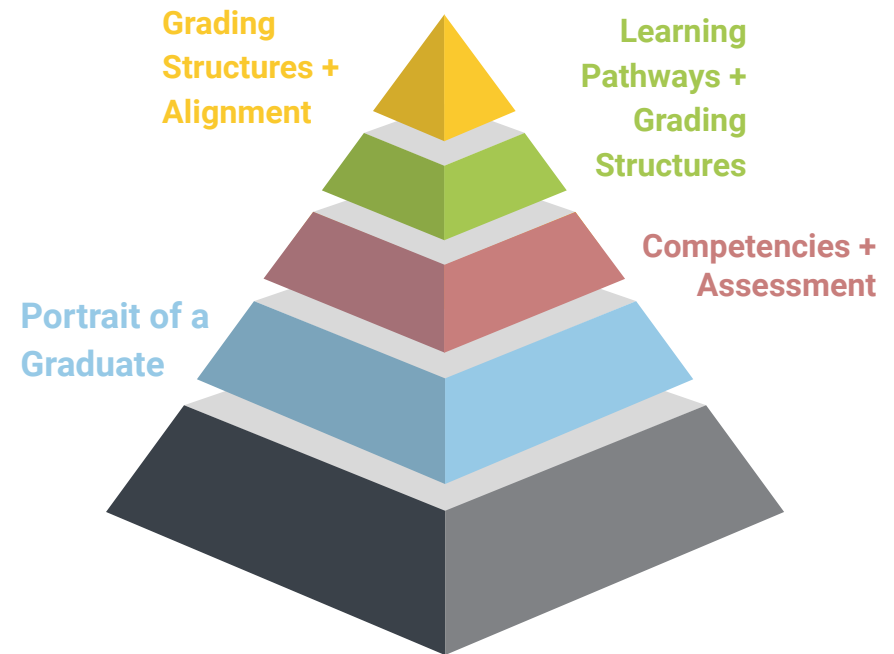 Grading
Structures +
Alignment
Learning
Pathways +
Grading
Structures
Competencies +
Assessment
Portrait of a
Graduate